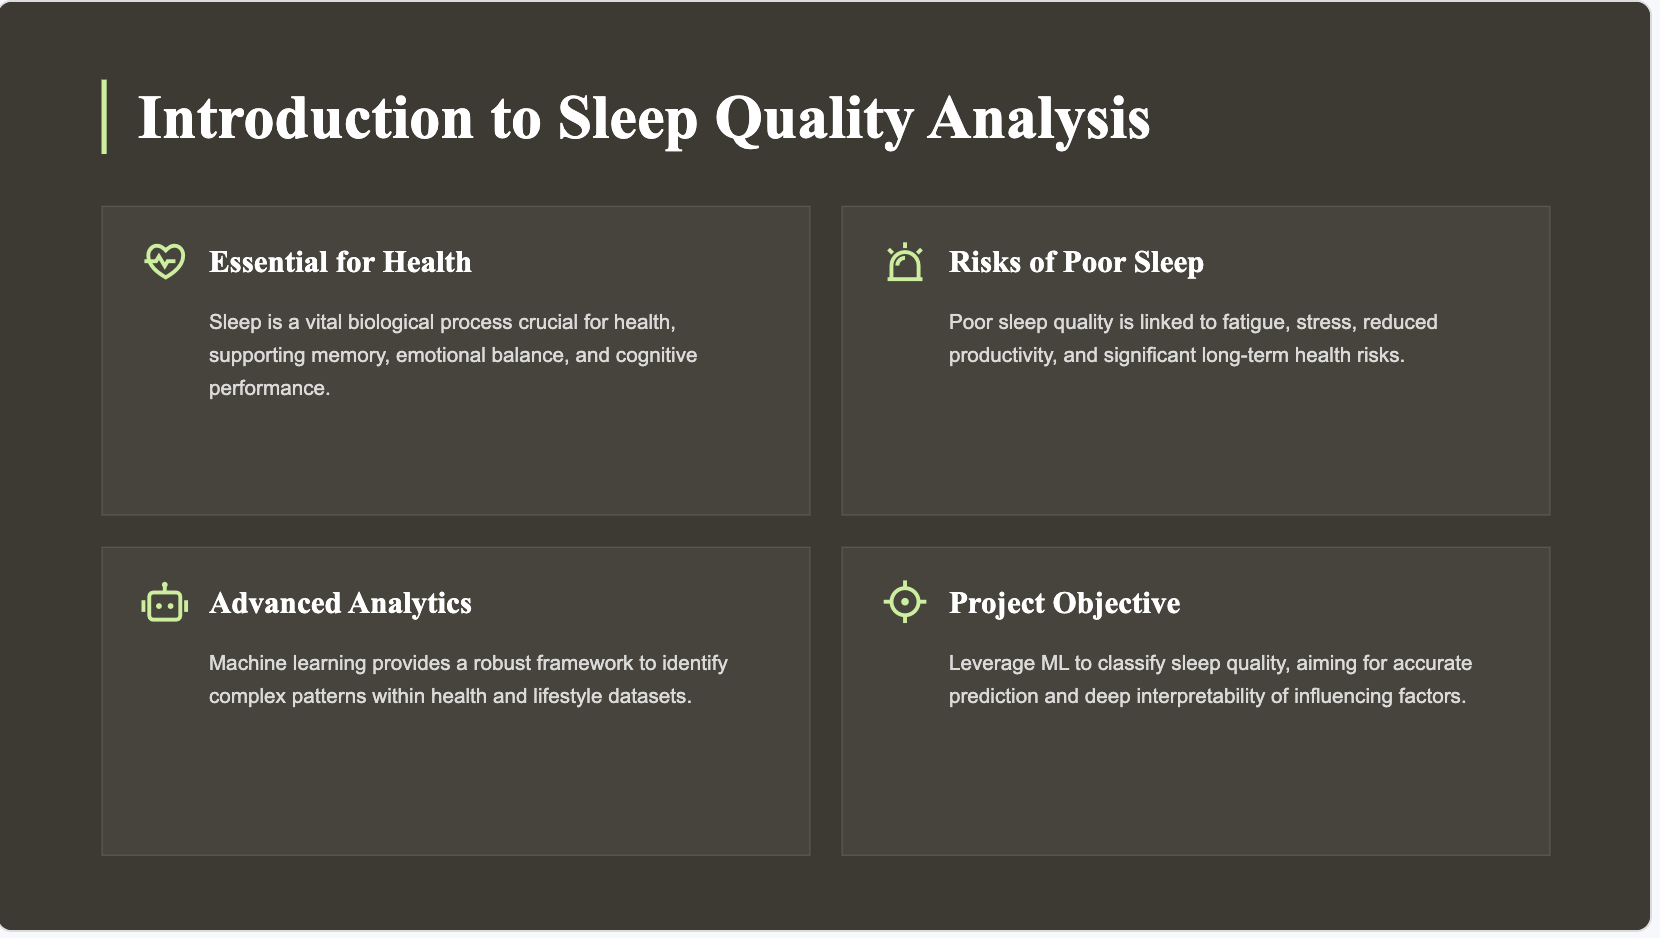 Introduction to Sleep Quality Analysis
Essential for Health
Sleep is a vital biological process crucial for health,
supporting memory, emotional balance, and cognitive
performance.
Risks of Poor Sleep
Poor sleep quality is linked to fatigue, stress, reduced
productivity, and significant long-term health risks.
Advanced Analytics
Machine learning provides a robust framework to identify
complex patterns within health and lifestyle datasets.
Project Objective
Leverage ML to classify sleep quality, aiming for accurate
prediction and deep interpretability of influencing factors.